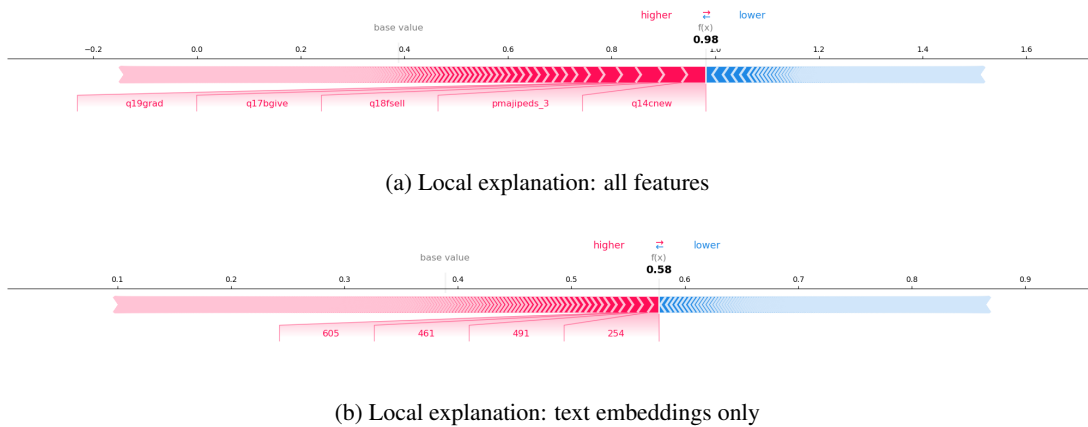 higher ⇄ lower
base value f(x)
0.98
−0.2 0.0 0.2 0.4 0.6 0.8 1.0 1.2 1.4 1.6
q19grad q17bgive q18fsell pmajipeds_3 q14cnew
(a) Local explanation: all features
higher ⇄ lower
base value f(x)
0.58
0.1 0.2 0.3 0.4 0.5 0.6 0.7 0.8 0.9
605 461 491 254
(b) Local explanation: text embeddings only